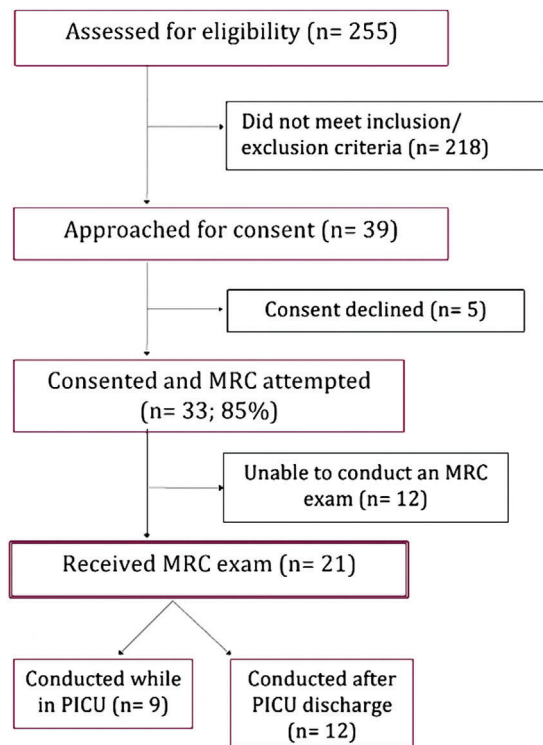 Assessed for eligibility (n= 255)
Did not meet inclusion/
exclusion criteria (n= 218)
Approached for consent (n= 39)
Consent declined (n= 5)
Consented and MRC attempted
(n= 33; 85%)
Unable to conduct an MRC
exam (n= 12)
Received MRC exam (n= 21)
Conducted while
in PICU (n= 9)
Conducted after
PICU discharge
(n= 12)